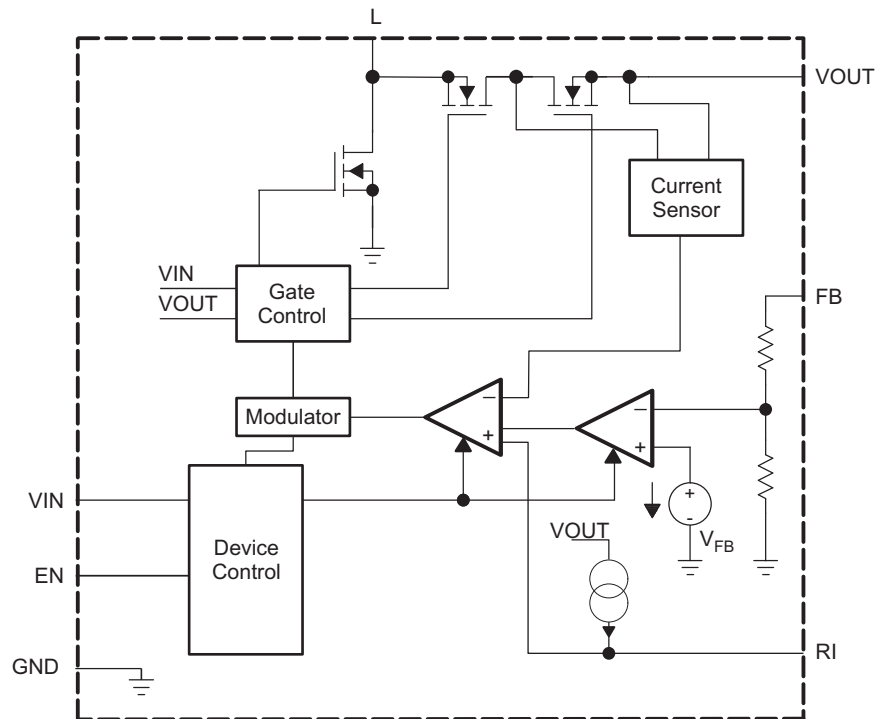 L
VOUT
Current
Sensor
VIN
VOUT
Gate
Control
FB
Modulator
−
+
−
+
VIN
EN
Device
Control
+
-
VFB
VOUT
GND
RI